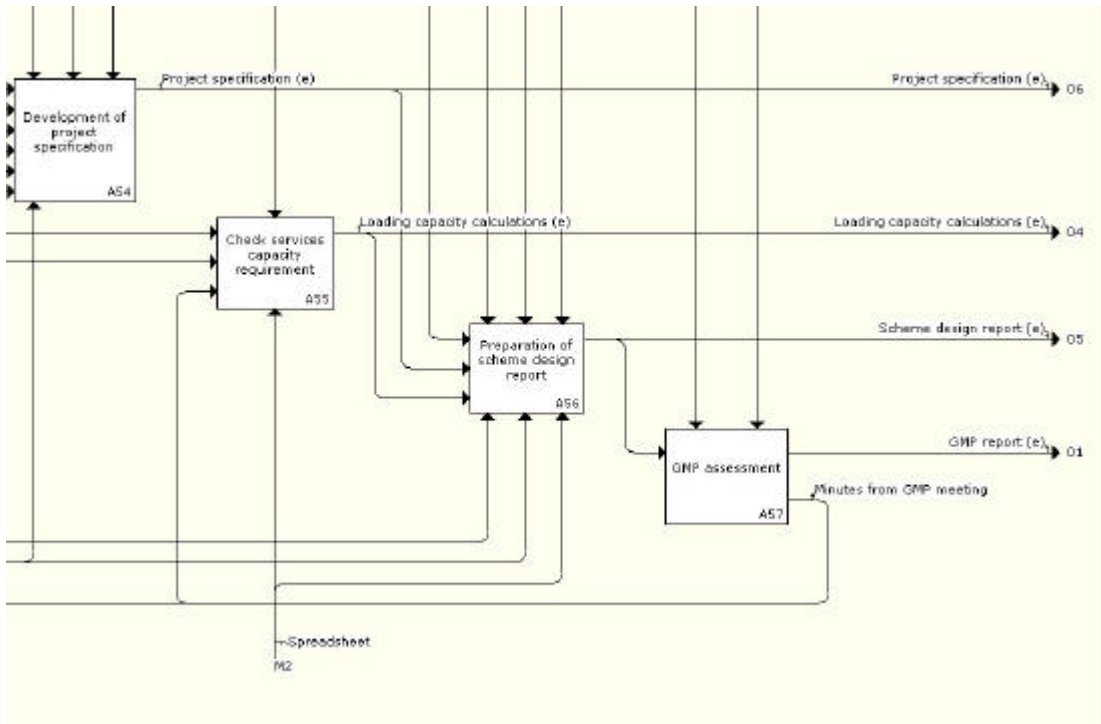 Project specification (e)
Project specification (e)
O6
Development of
project
specification
A54
Loading capacity calculations (e)
Loading capacity calculations (e)
O4
Check services
capacity
requirement
A55
Scheme design report (e)
O5
Preparation of
scheme design
report
A56
GMP report (e)
O1
GMP assessment
A57
Minutes from GMP meeting
Spreadsheet
M2